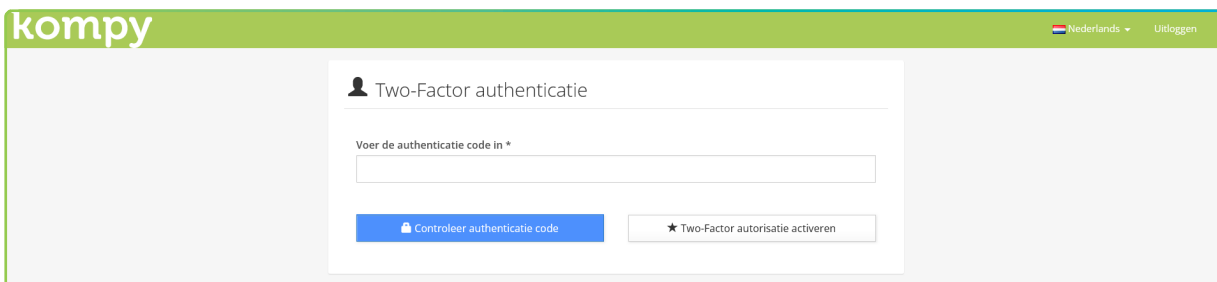 kompy
Nederlands
Uitloggen
Two-Factor authenticatie
Voer de authenticatie code in *
Controleer authenticatie code
Two-Factor autorisatie activeren